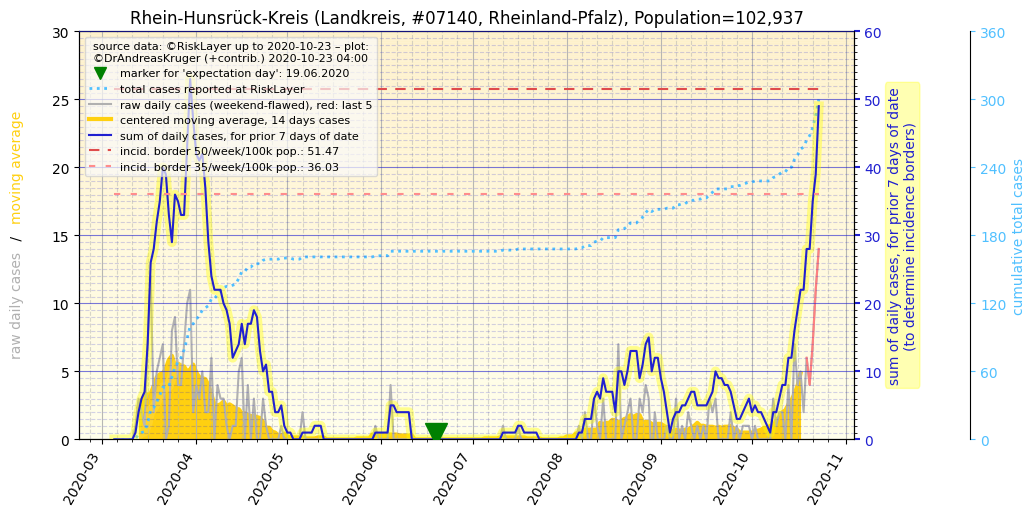 Rhein-Hunsrück-Kreis (Landkreis, #07140, Rheinland-Pfalz), Population=102,937
source data: ©RiskLayer up to 2020-10-23 – plot:
©DrAndreasKruger (+contrib.) 2020-10-23 04:00
marker for 'expectation day': 19.06.2020
total cases reported at RiskLayer
raw daily cases (weekend-flawed), red: last 5
centered moving average, 14 days cases
sum of daily cases, for prior 7 days of date
incid. border 50/week/100k pop.: 51.47
incid. border 35/week/100k pop.: 36.03
raw daily cases / moving average
30
25
20
15
10
5
0
60
50
40
30
20
10
0
sum of daily cases, for prior 7 days of date
(to determine incidence borders)
360
300
240
180
120
60
0
cumulative total cases
2020-03
2020-04
2020-05
2020-06
2020-07
2020-08
2020-09
2020-10
2020-11